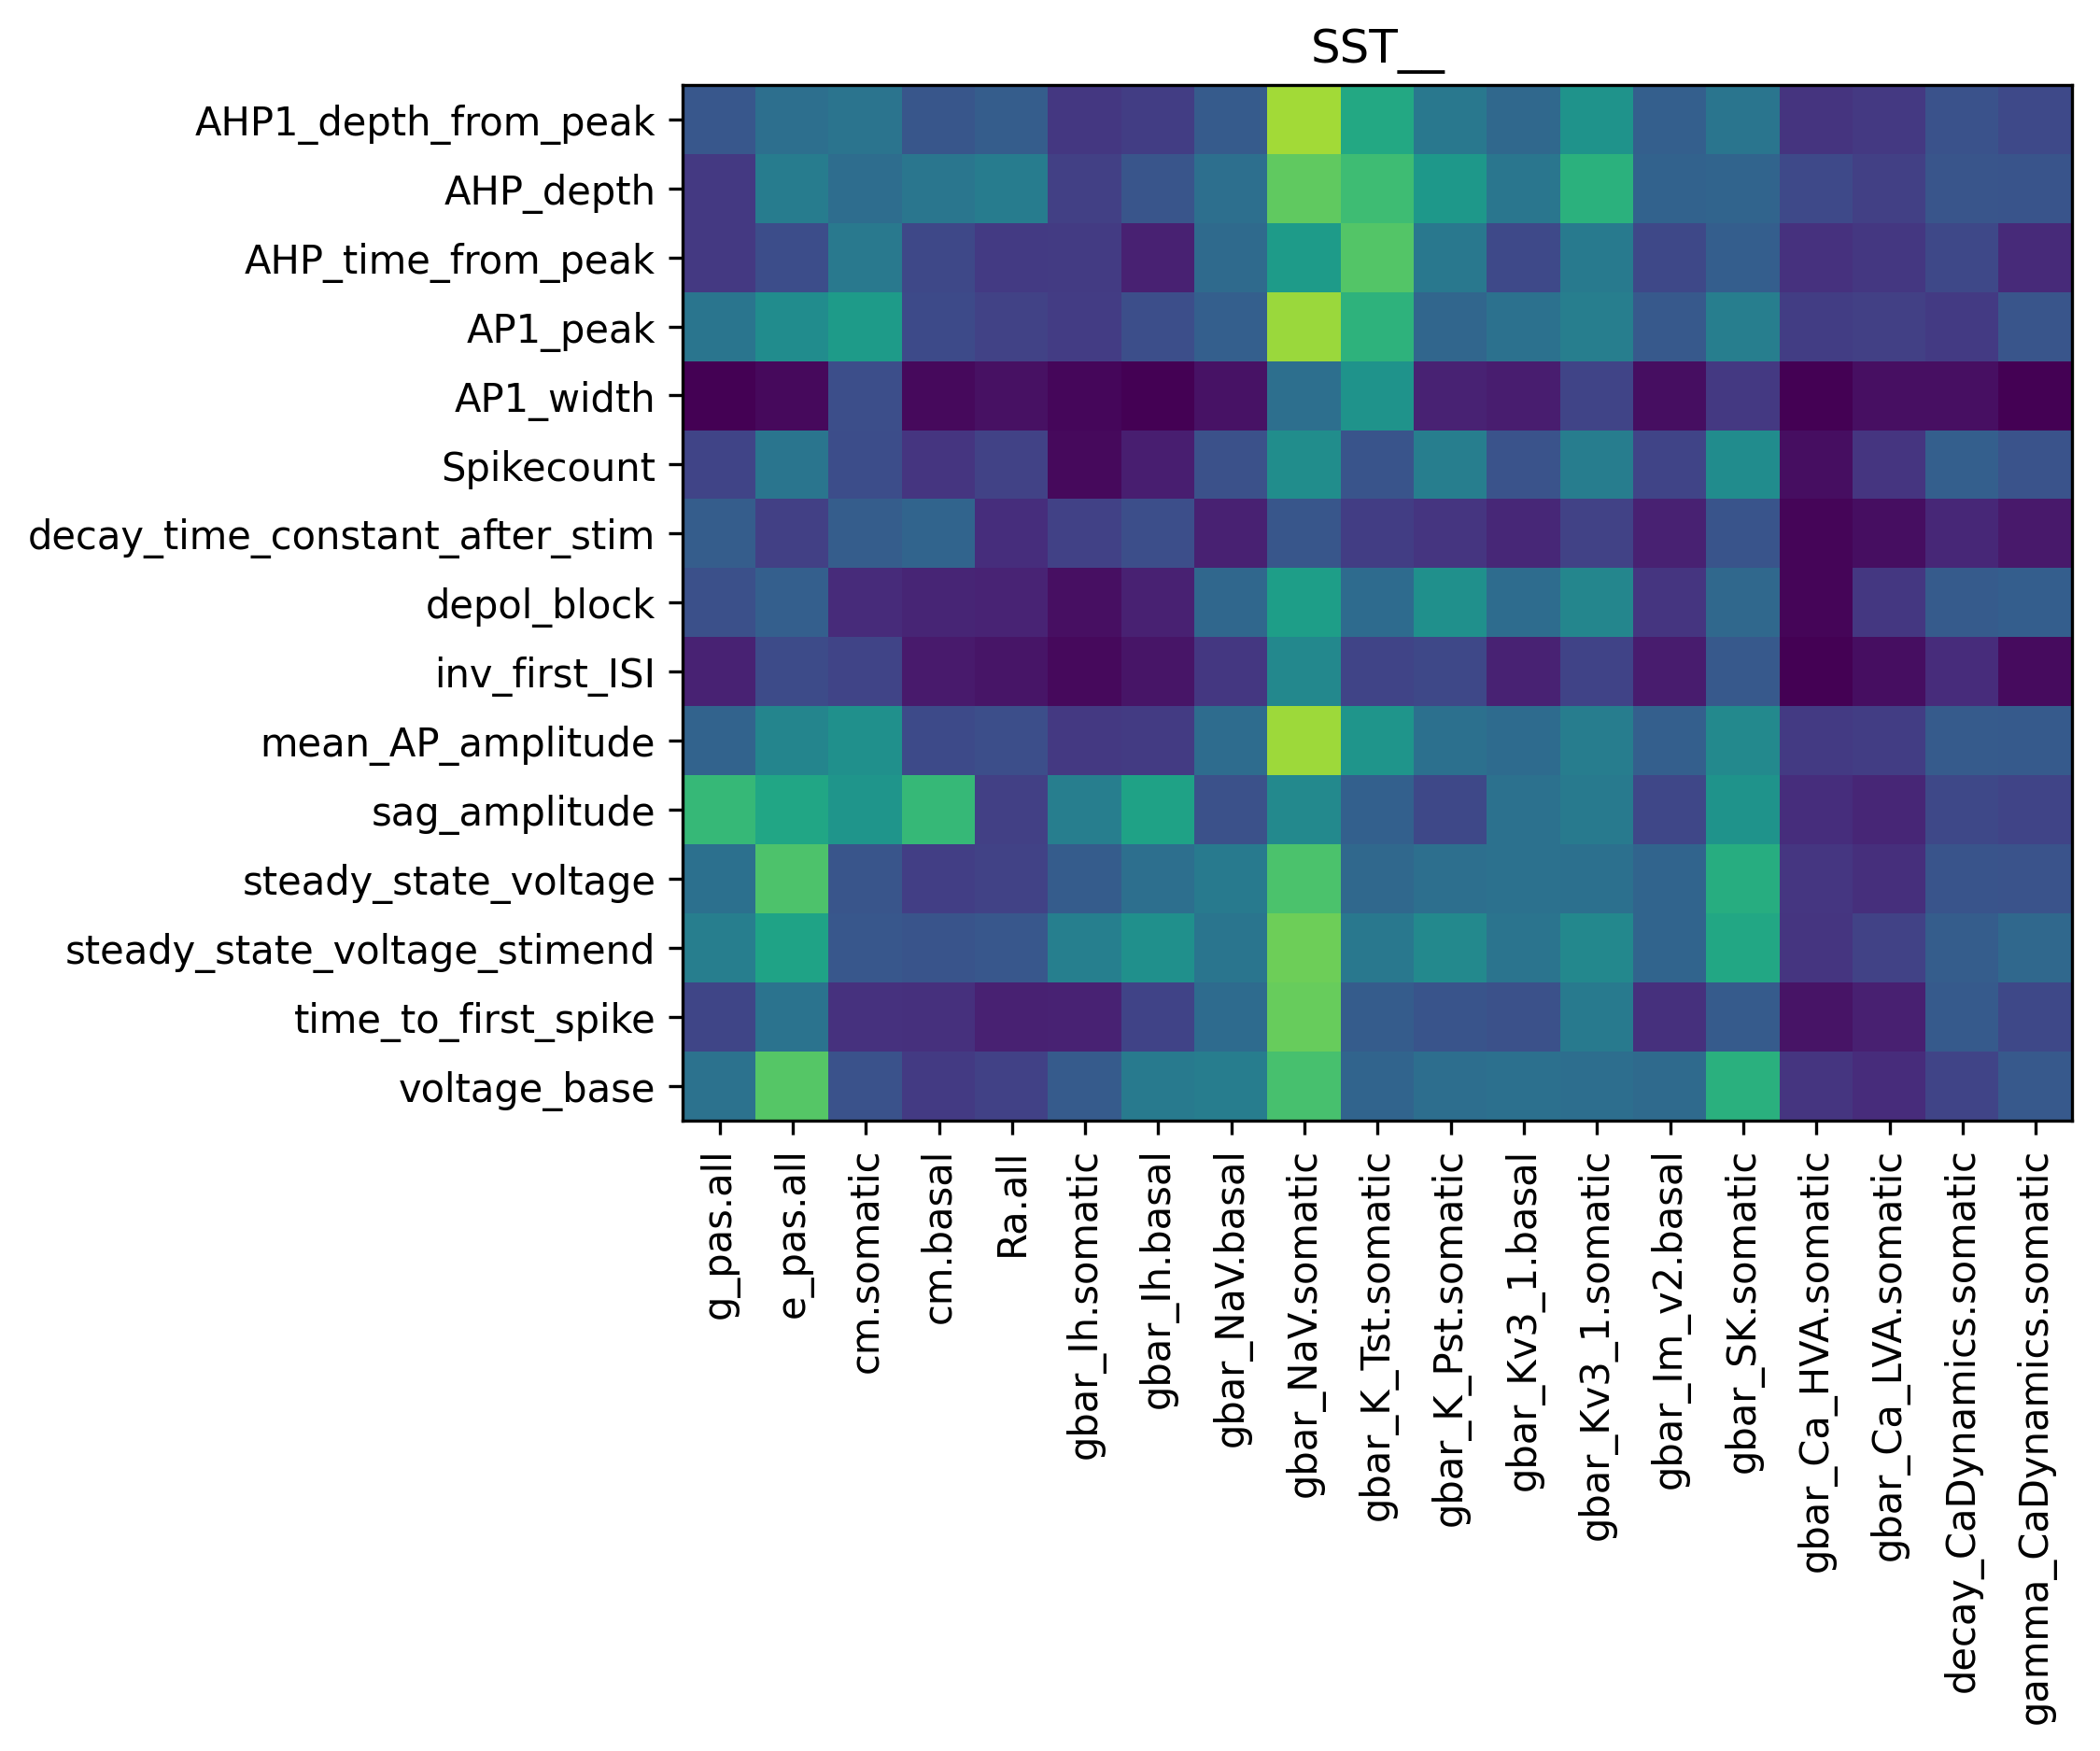 SST__
AHP1_depth_from_peak
AHP_depth
AHP_time_from_peak
AP1_peak
AP1_width
Spikecount
decay_time_constant_after_stim
depol_block
inv_first_ISI
mean_AP_amplitude
sag_amplitude
steady_state_voltage
steady_state_voltage_stimend
time_to_first_spike
voltage_base
g_pas.all
e_pas.all
cm.somatic
cm.basal
Ra.all
gbar_Ih.somatic
gbar_Ih.basal
gbar_NaV.basal
gbar_NaV.somatic
gbar_K_Tst.somatic
gbar_K_Pst.somatic
gbar_Kv3_1.basal
gbar_Kv3_1.somatic
gbar_Im_v2.basal
gbar_SK.somatic
gbar_Ca_HVA.somatic
gbar_Ca_LVA.somatic
decay_CaDynamics.somatic
gamma_CaDynamics.somatic